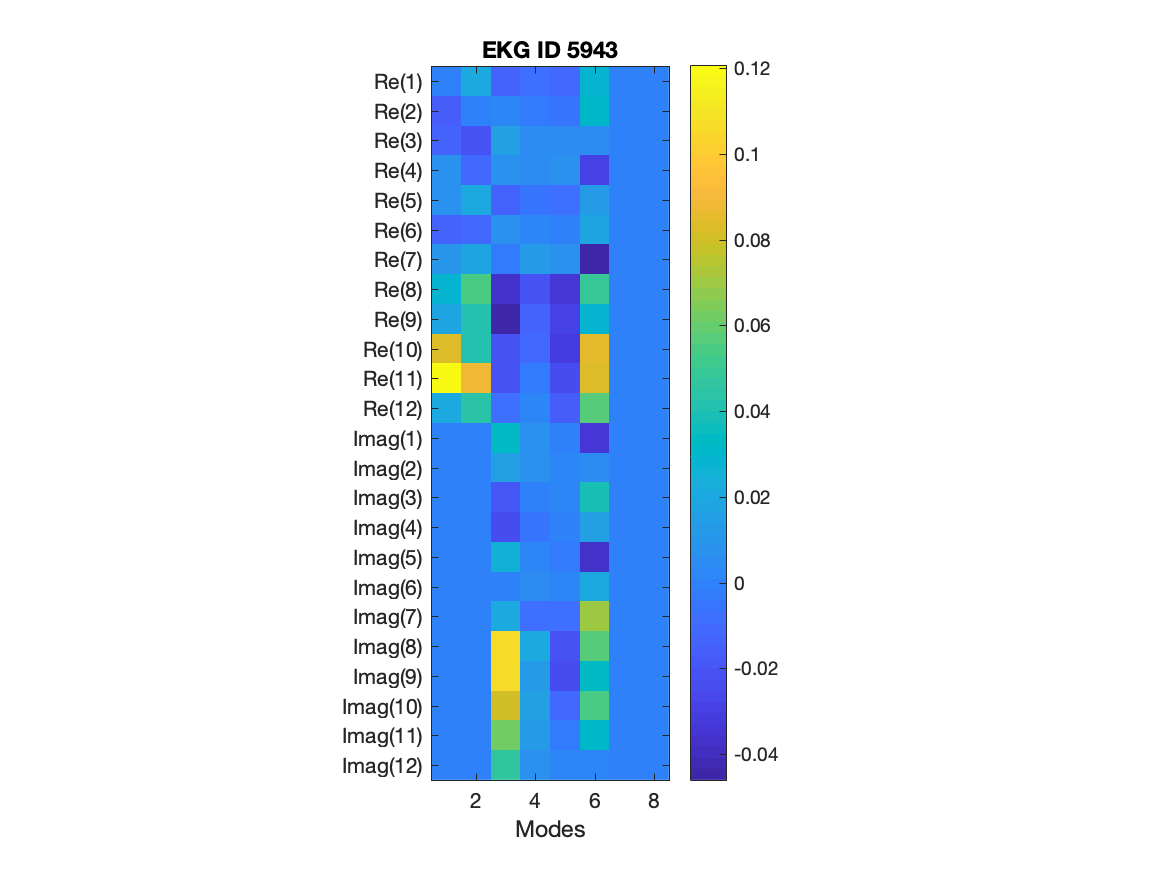 EKG ID 5943
Re(1)
Re(2)
Re(3)
Re(4)
Re(5)
Re(6)
Re(7)
Re(8)
Re(9)
Re(10)
Re(11)
Re(12)
Imag(1)
Imag(2)
Imag(3)
Imag(4)
Imag(5)
Imag(6)
Imag(7)
Imag(8)
Imag(9)
Imag(10)
Imag(11)
Imag(12)
2 4 6 8
Modes
0.12
0.1
0.08
0.06
0.04
0.02
0
-0.02
-0.04